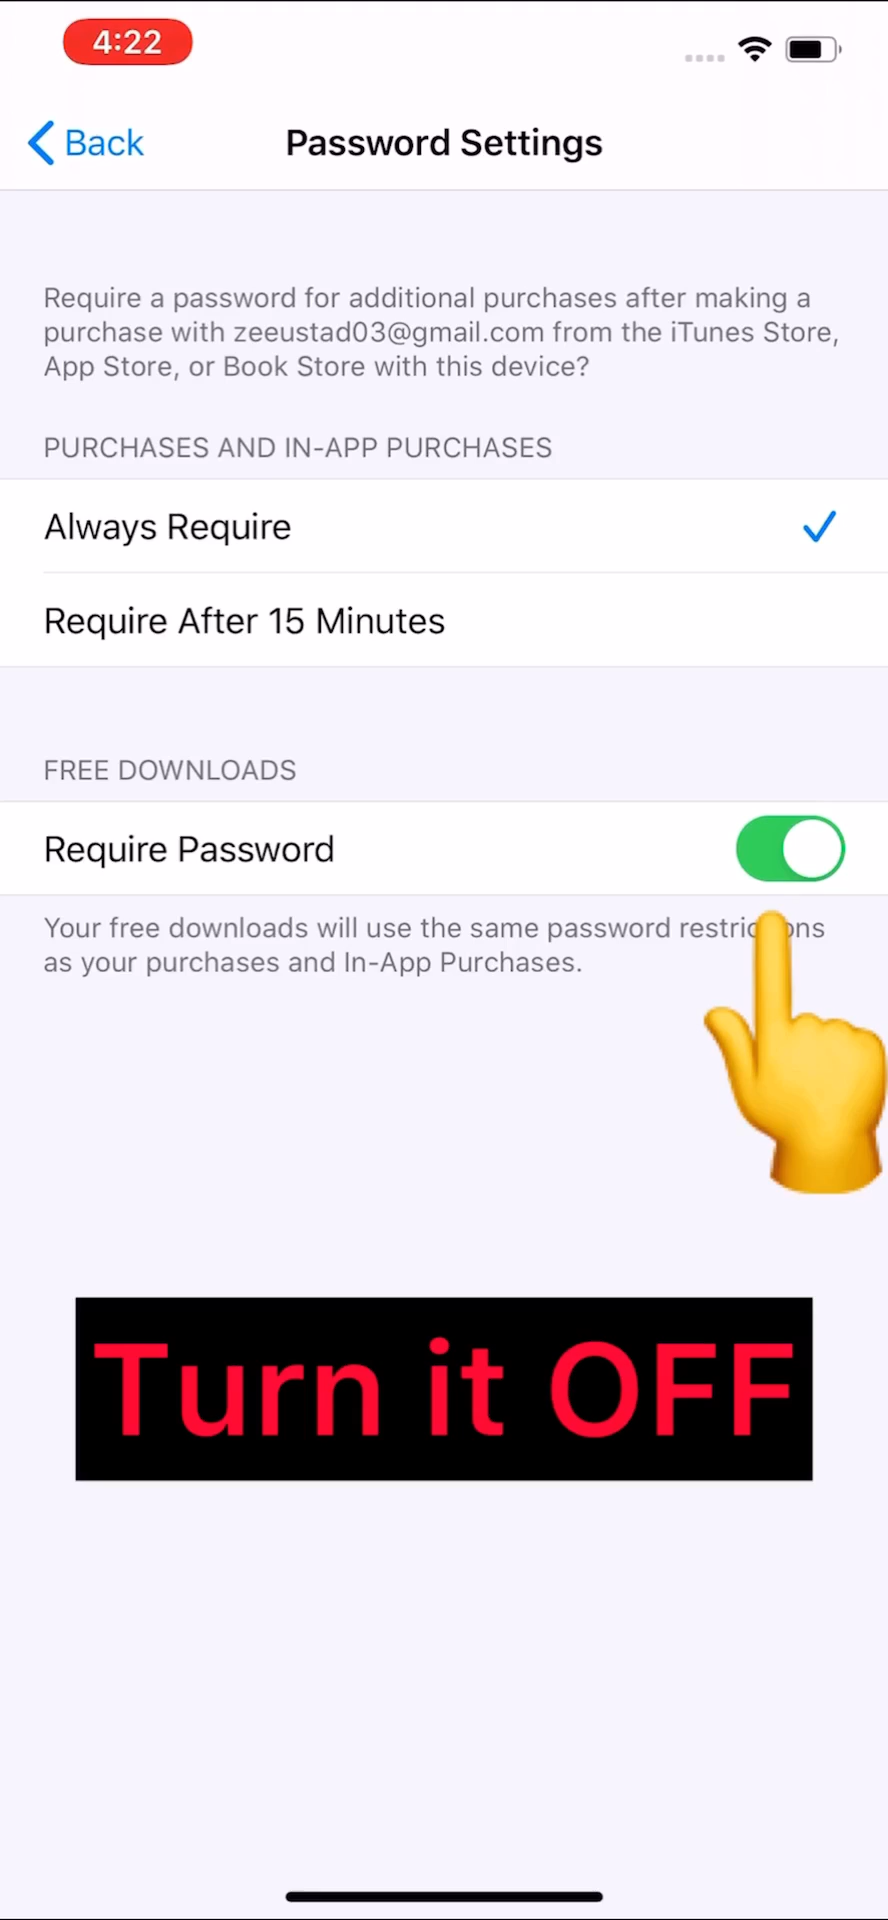 4:22
Back
Password Settings
Require a password for additional purchases after making a
purchase with zeeustad03@gmail.com from the iTunes Store,
App Store, or Book Store with this device?
PURCHASES AND IN-APP PURCHASES
Always Require
Require After 15 Minutes
FREE DOWNLOADS
Require Password
Your free downloads will use the same password restrictions
as your purchases and In-App Purchases.
Turn it OFF